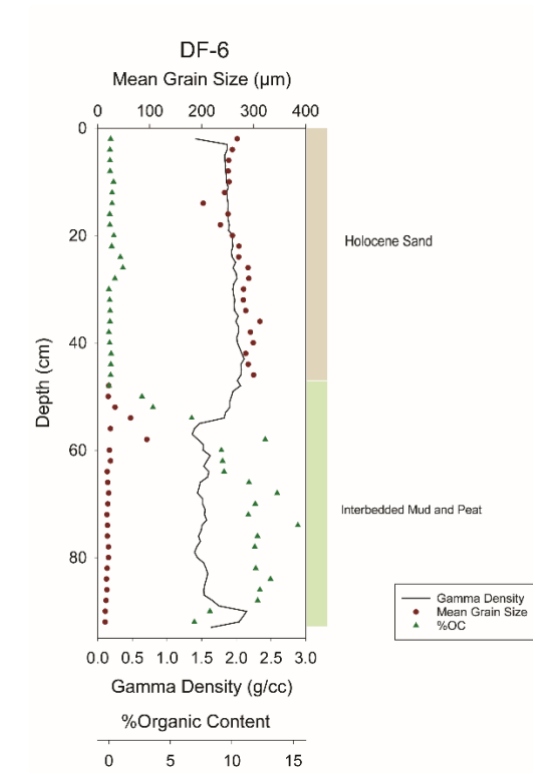 DF-6
Mean Grain Size (µm)
0 100 200 300 400
0
20
40
60
80
Depth (cm)
Holocene Sand
Interbedded Mud and Peat
Gamma Density
Mean Grain Size
%OC
0.0 0.5 1.0 1.5 2.0 2.5 3.0
Gamma Density (g/cc)
%Organic Content
0 5 10 15